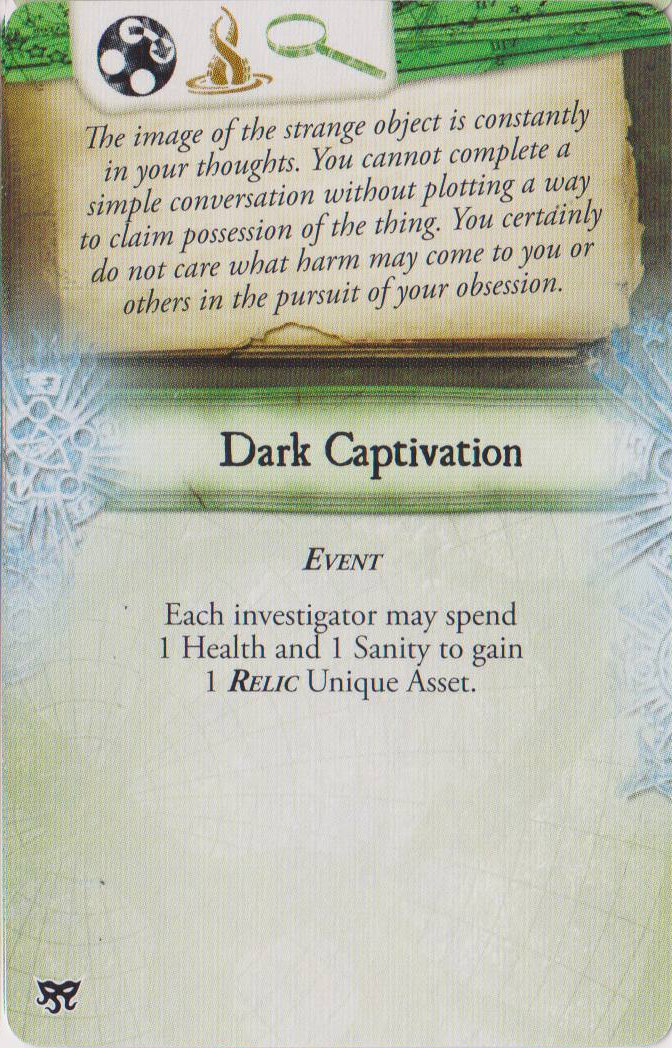 The image of the strange object is constantly
in your thoughts. You cannot complete a
simple conversation without plotting a way
to claim possession of the thing. You certainly
do not care what harm may come to you or
others in the pursuit of your obsession.
Dark Captivation
EVENT
Each investigator may spend
1 Health and 1 Sanity to gain
1 RELIC Unique Asset.